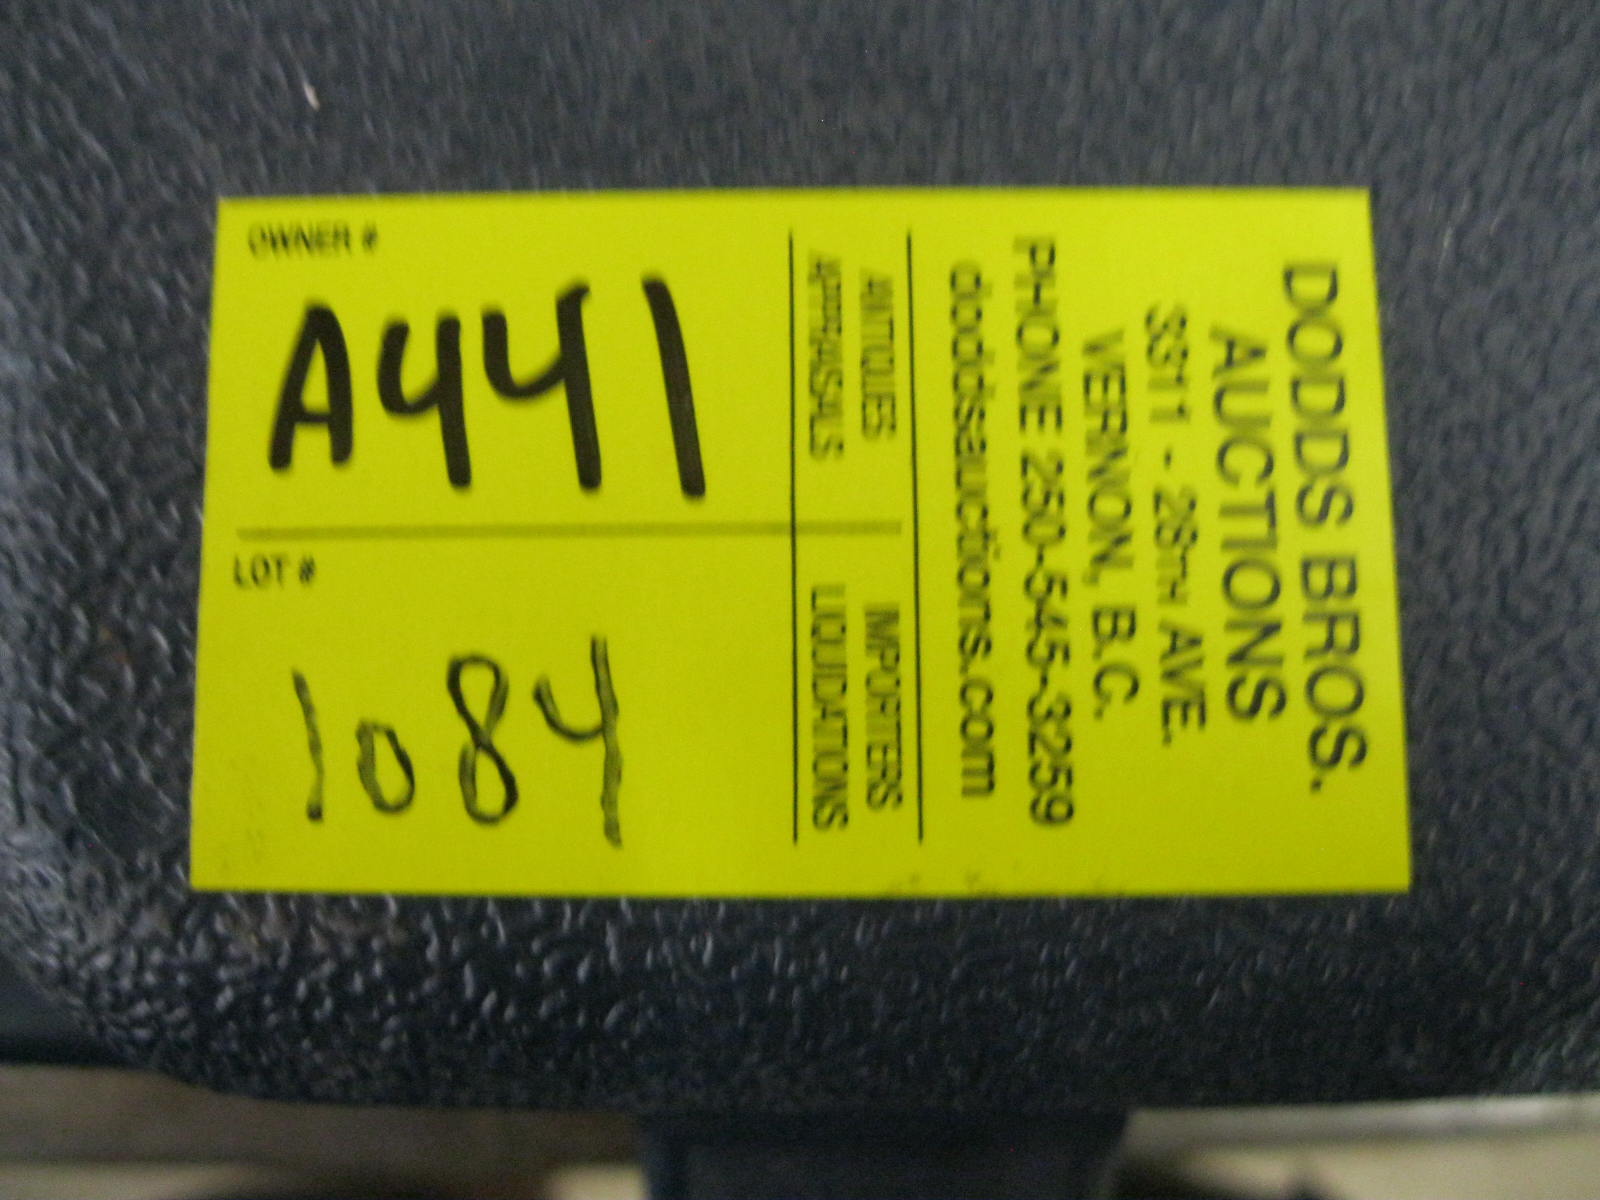 DODDS BROS.
AUCTIONS
3311 - 28TH AVE.
VERNON, B.C.
PHONE 250-545-3259
doddsauctions.com
ANTIQUES IMPORTERS
APPRAISALS LIQUIDATIONS
OWNER #
A441
LOT #
1084